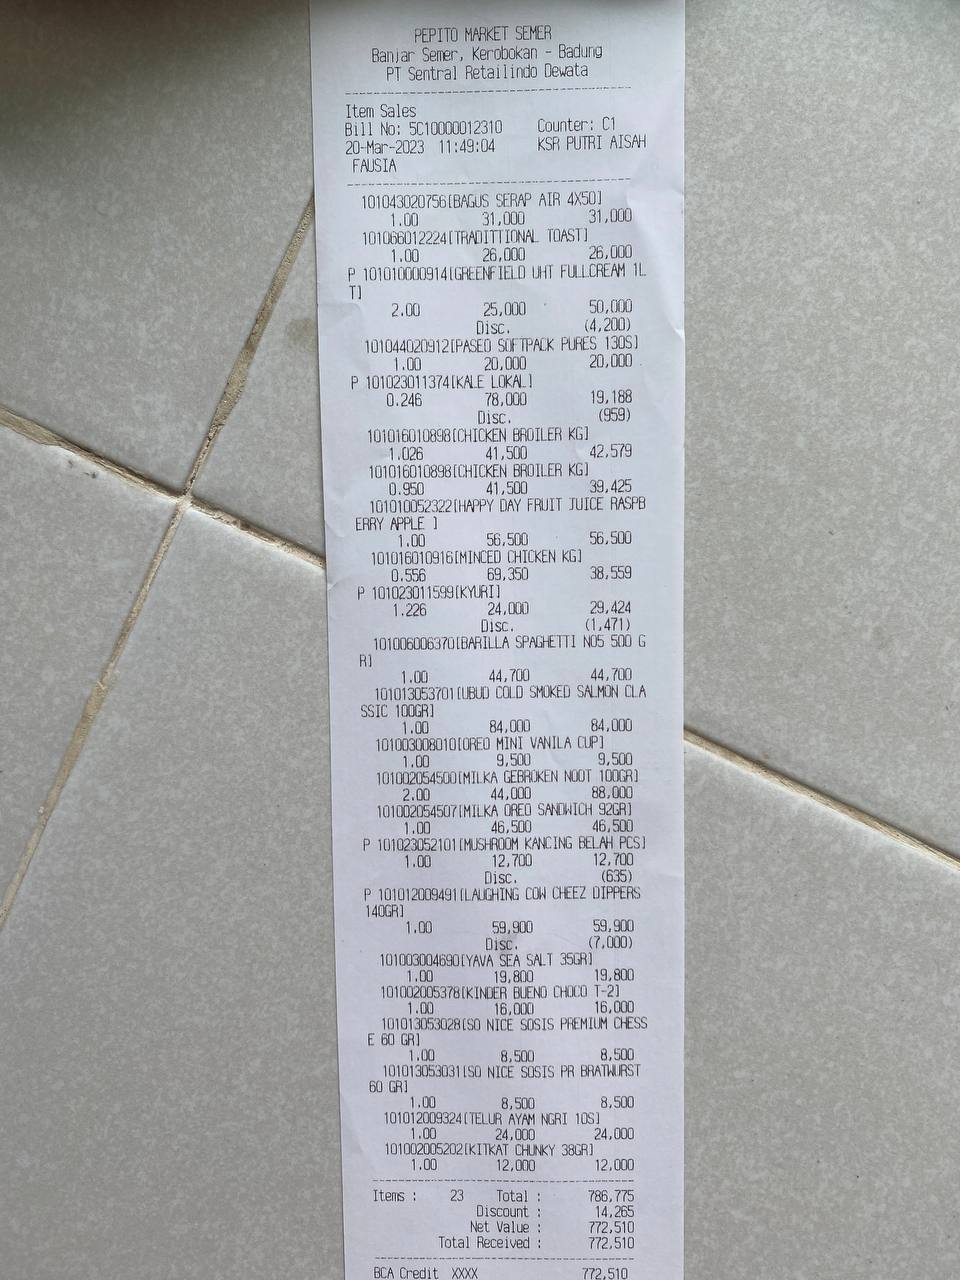 PEPITO MARKET SEMER
Banjar Semer, Kerobokan - Badung
PT Sentral Retailindo Dewata
Item Sales
Bill No: 5C10000012310 Counter: C1
20-Mar-2023 11:49:04 KSR PUTRI AISAH
FAUSIA
101043020756[BAGUS SERAP AIR 4X50]
1.00 31,000 31,000
101066012224[TRADITTIONAL TOAST]
1.00 26,000 26,000
P 101010000914[GREENFIELD UHT FULLCREAM 1L
T]
2.00 25,000 50,000
Disc. (4,200)
101044020912[PASEO SOFTPACK PURES 130S]
1.00 20,000 20,000
P 101023011374[KALE LOKAL]
0.246 78,000 19,188
Disc. (959)
101016010898[CHICKEN BROILER KG]
1.026 41,500 42,579
101016010898[CHICKEN BROILER KG]
0.950 41,500 39,425
101010052322[HAPPY DAY FRUIT JUICE RASPB
ERRY APPLE ]
1.00 56,500 56,500
101016010916[MINCED CHICKEN KG]
0.556 69,350 38,559
P 101023011599[KYURI]
1.226 24,000 29,424
Disc. (1,471)
101006006370[BARILLA SPAGHETTI NO5 500 G
R]
1.00 44,700 44,700
101013053701[UBUD COLD SMOKED SALMON CLA
SSIC 100GR]
1.00 84,000 84,000
101003008010[OREO MINI VANILA CUP]
1.00 9,500 9,500
101002054500[MILKA GEBROKEN NOOT 100GR]
2.00 44,000 88,000
101002054507[MILKA OREO SANDWICH 92GR]
1.00 46,500 46,500
P 101023052101[MUSHROOM KANCING BELAH PCS]
1.00 12,700 12,700
Disc. (635)
P 101012009491[LAUGHING COW CHEEZ DIPPERS
140GR]
1.00 59,900 59,900
Disc. (7,000)
101003004690[YAVA SEA SALT 35GR]
1.00 19,800 19,800
101002005378[KINDER BUENO CHOCO T-2]
1.00 16,000 16,000
101013053028[SO NICE SOSIS PREMIUM CHESS
E 60 GR]
1.00 8,500 8,500
101013053031[SO NICE SOSIS PR BRATWURST
60 GR]
1.00 8,500 8,500
101012009324[TELUR AYAM NGRI 10S]
1.00 24,000 24,000
101002005202[KITKAT CHUNKY 38GR]
1.00 12,000 12,000
Items : 23 Total : 786,775
Discount : 14,265
Net Value : 772,510
Total Received : 772,510
BCA Credit XXXX 772,510